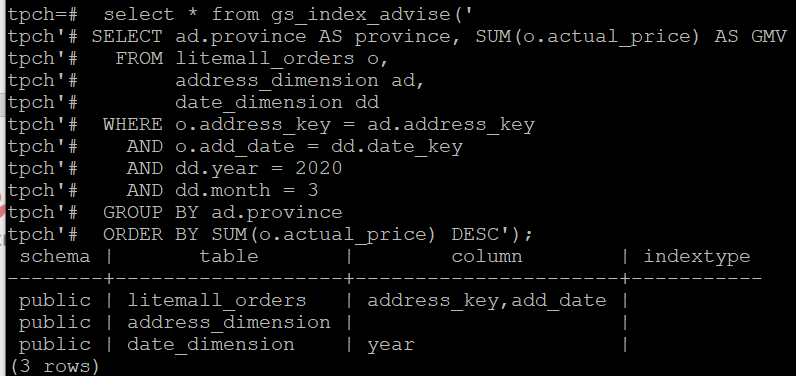 tpch=#  select * from gs_index_advise('
tpch'# SELECT ad.province AS province, SUM(o.actual_price) AS GMV
tpch'#   FROM litemall_orders o,
tpch'#        address_dimension ad,
tpch'#        date_dimension dd
tpch'#  WHERE o.address_key = ad.address_key
tpch'#    AND o.add_date = dd.date_key
tpch'#    AND dd.year = 2020
tpch'#    AND dd.month = 3
tpch'#  GROUP BY ad.province
tpch'#  ORDER BY SUM(o.actual_price) DESC');
 schema |       table       |        column        | indextype
--------+-------------------+----------------------+-----------
 public | litemall_orders   | address_key,add_date |
 public | address_dimension |                      |
 public | date_dimension    | year                 |
(3 rows)